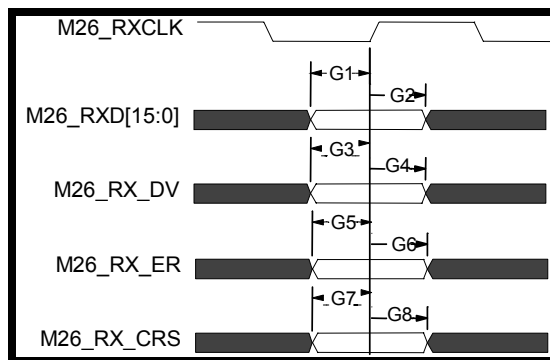 M26_RXCLK
G1
G2
M26_RXD[15:0]
G3
G4
M26_RX_DV
G5
G6
M26_RX_ER
G7
G8
M26_RX_CRS